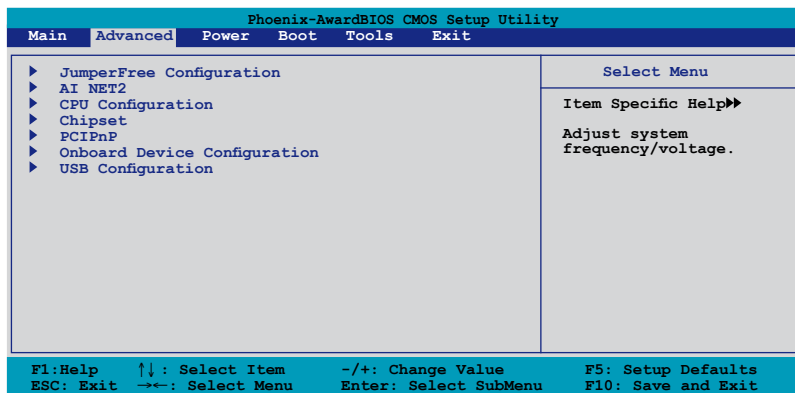 Phoenix-AwardBIOS CMOS Setup Utility
Main Advanced Power Boot Tools Exit
JumperFree Configuration
AI NET2
CPU Configuration
Chipset
PCIPnP
Onboard Device Configuration
USB Configuration
Select Menu
Item Specific Help
Adjust system
frequency/voltage.
F1:Help ↑↓: Select Item -/+: Change Value F5: Setup Defaults
ESC: Exit →←: Select Menu Enter: Select SubMenu F10: Save and Exit